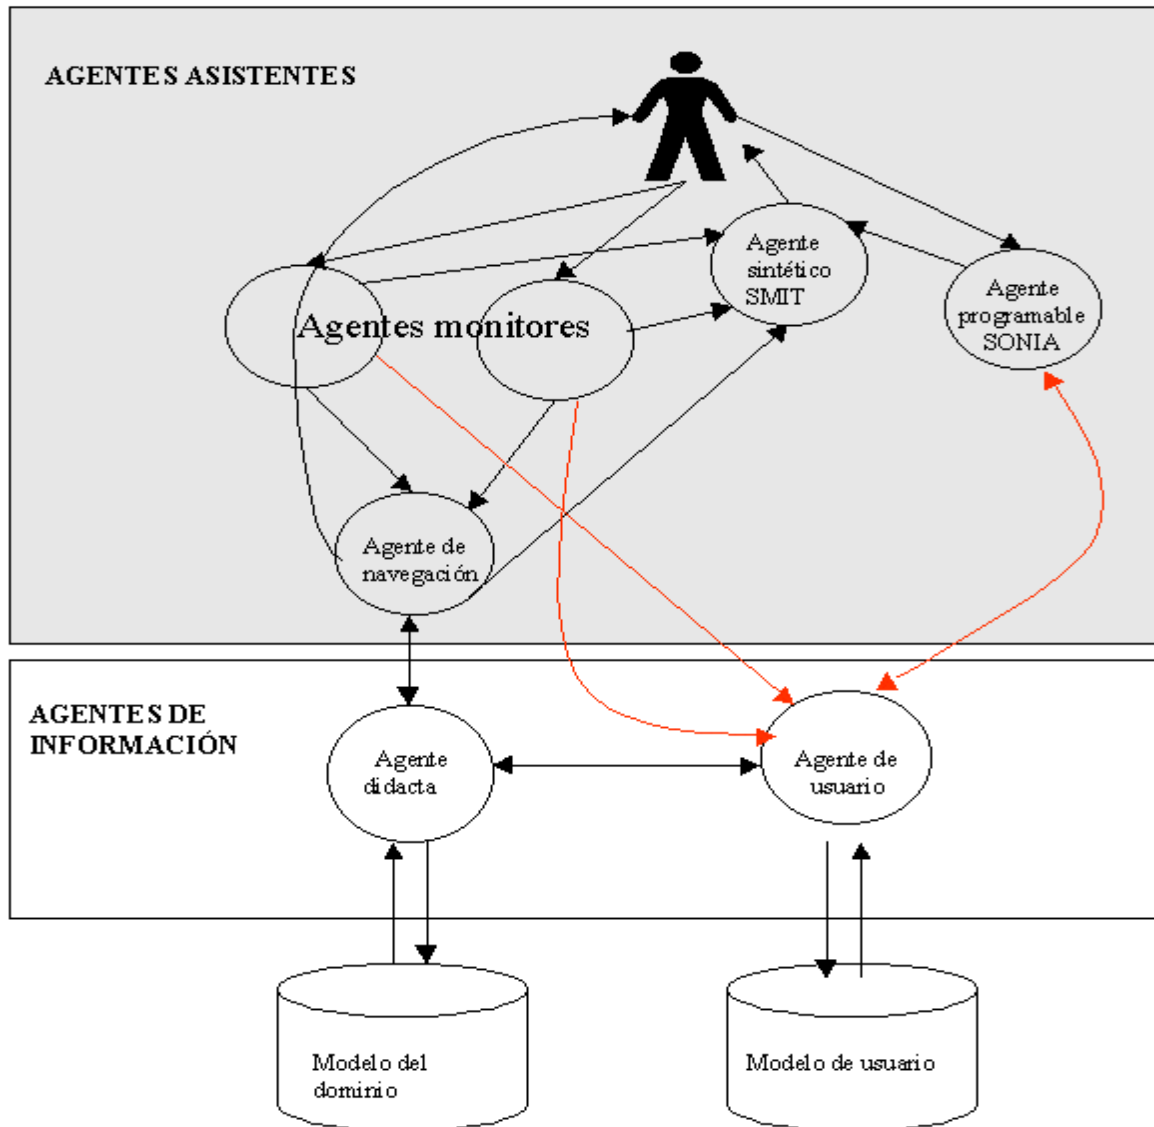 AGENTES ASISTENTES
Agente
sintético
SMIT
Agente
programable
SONIA
Agentes monitores
Agente de
navegación
AGENTES DE
INFORMACIÓN
Agente
didacta
Agente de
usuario
Modelo del
dominio
Modelo de usuario